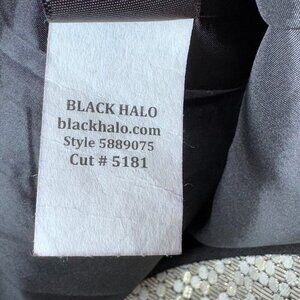 BLACK HALO
blackhalo.com
Style 5889075
Cut # 5181